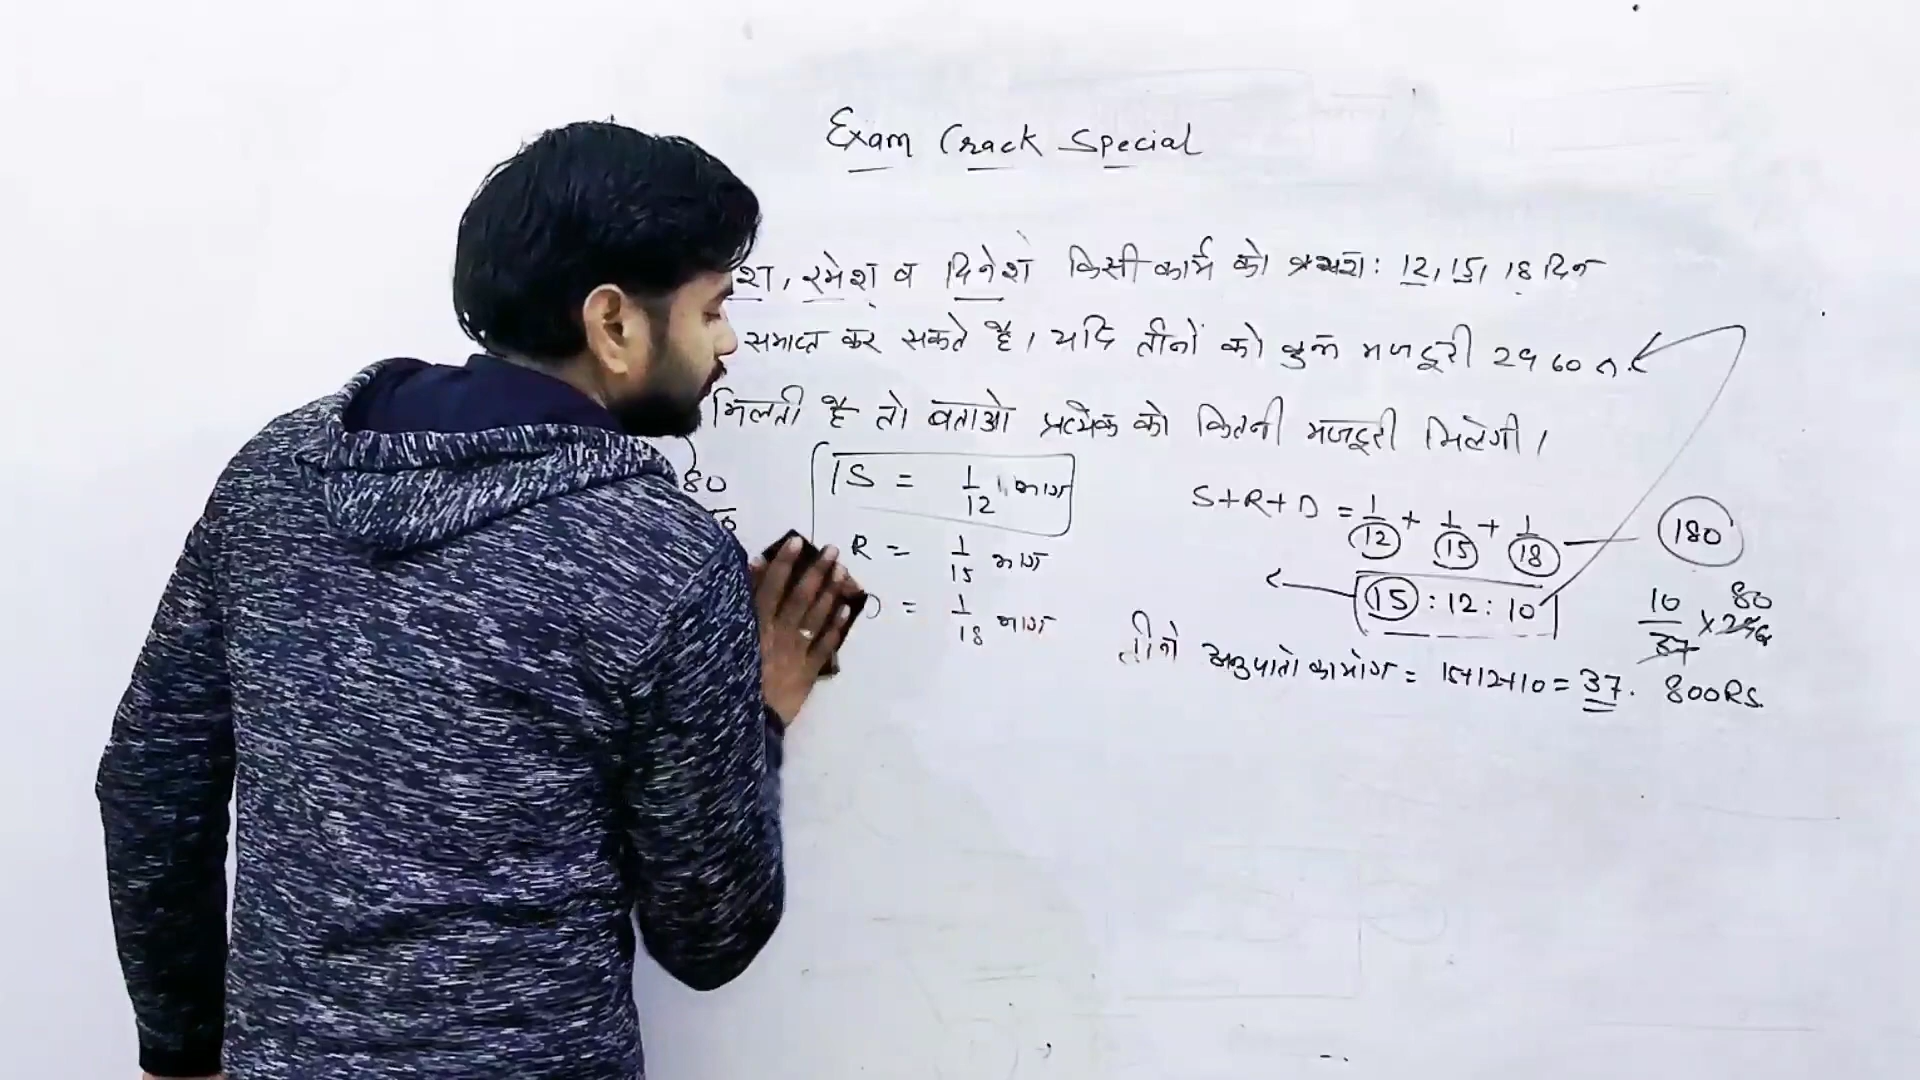 Exam Crack Special
श, रमेश व दिनेश किसी कार्य को क्रमशः 12, 15, 18 दिन
समाप्त कर सकते है। यदि तीनों को कुल मजदूरी 2960 रु.
मिलती है तो बताओ प्रत्येक को कितनी मजदूरी मिलेगी।
80
S = 1/12 भाग
R = 1/15 भाग
= 1/18 भाग
S+R+D = 1/12 + 1/15 + 1/18
180
15 : 12 : 10
तीनो अनुपातो का योग = 15+12+10 = 37.
10/37 × 296
80
800RS.